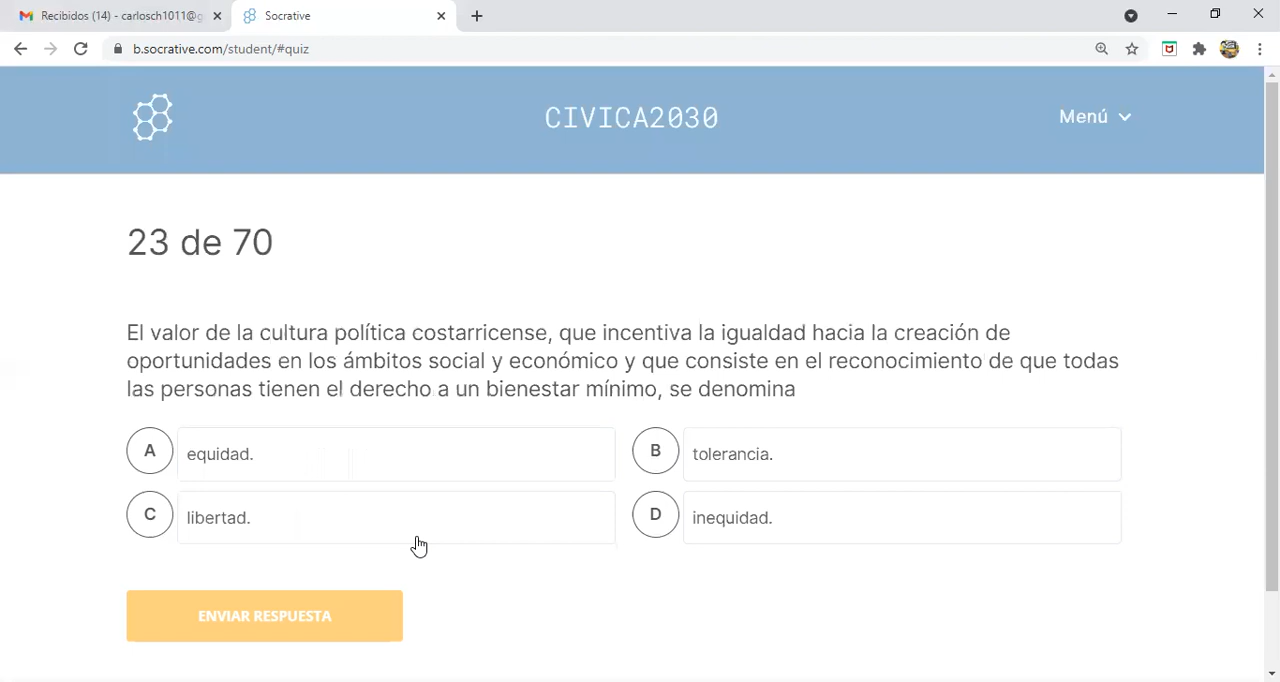 Recibidos (14) - carlosch1011@g
Socrative
b.socrative.com/student/#quiz
CIVICA2030
Menú
23 de 70
El valor de la cultura política costarricense, que incentiva la igualdad hacia la creación de
oportunidades en los ámbitos social y económico y que consiste en el reconocimiento de que todas
las personas tienen el derecho a un bienestar mínimo, se denomina
A equidad.
B tolerancia.
C libertad.
D inequidad.
ENVIAR RESPUESTA